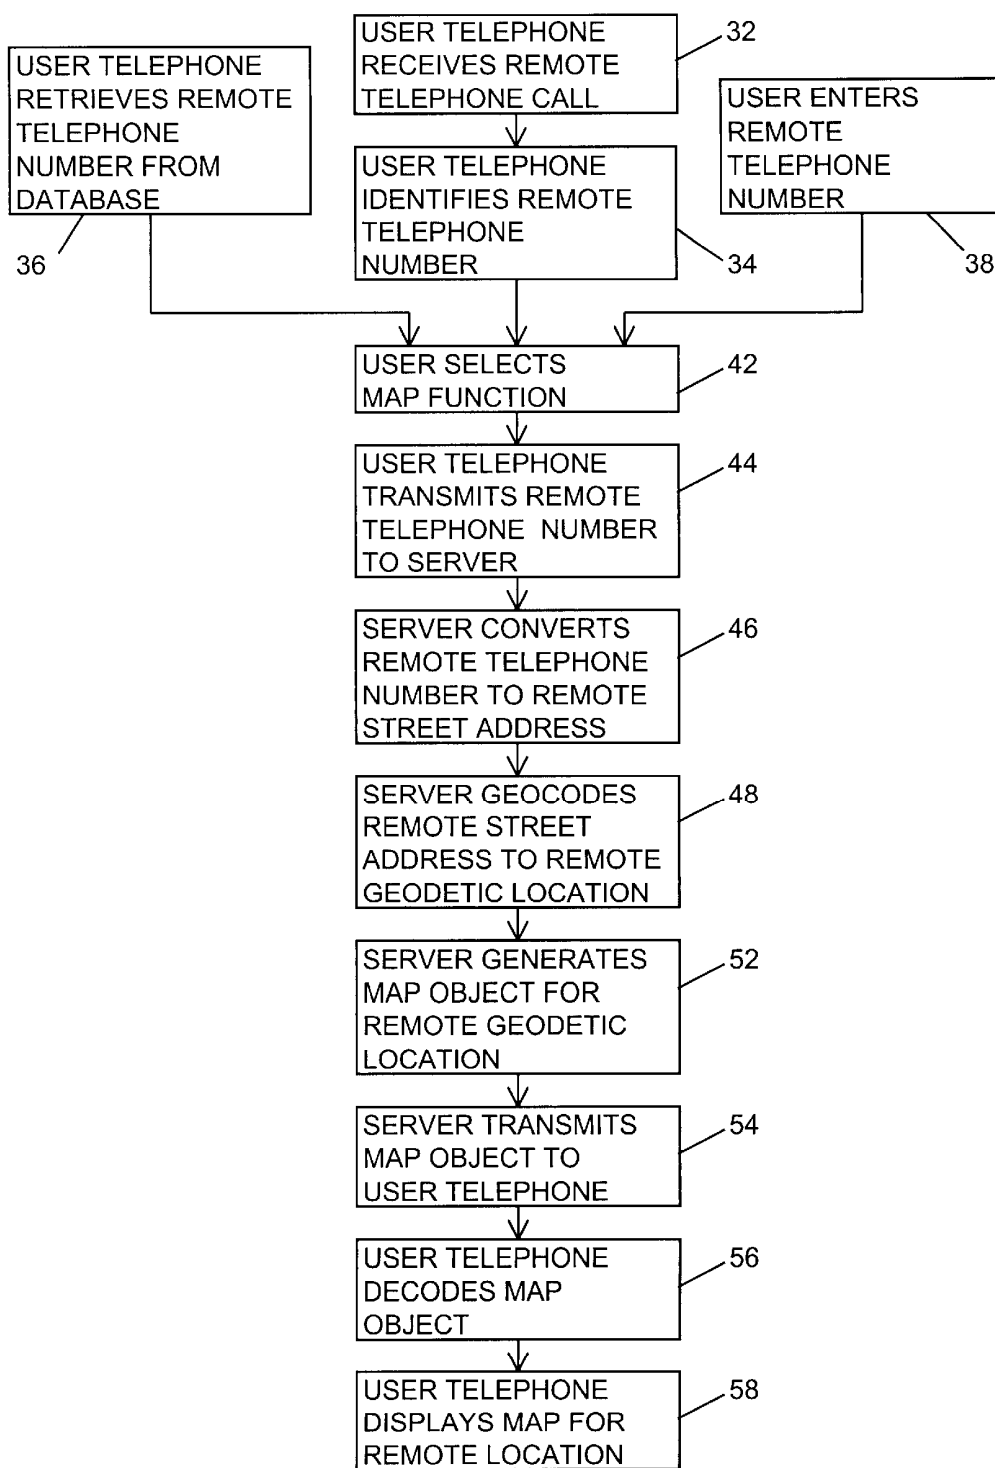 USER TELEPHONE
RECEIVES REMOTE
TELEPHONE CALL
32
USER TELEPHONE
RETRIEVES REMOTE
TELEPHONE
NUMBER FROM
DATABASE
36
USER TELEPHONE
IDENTIFIES REMOTE
TELEPHONE
NUMBER
34
USER ENTERS
REMOTE
TELEPHONE
NUMBER
38
USER SELECTS
MAP FUNCTION
42
USER TELEPHONE
TRANSMITS REMOTE
TELEPHONE NUMBER
TO SERVER
44
SERVER CONVERTS
REMOTE TELEPHONE
NUMBER TO REMOTE
STREET ADDRESS
46
SERVER GEOCODES
REMOTE STREET
ADDRESS TO REMOTE
GEODETIC LOCATION
48
SERVER GENERATES
MAP OBJECT FOR
REMOTE GEODETIC
LOCATION
52
SERVER TRANSMITS
MAP OBJECT TO
USER TELEPHONE
54
USER TELEPHONE
DECODES MAP
OBJECT
56
USER TELEPHONE
DISPLAYS MAP FOR
REMOTE LOCATION
58